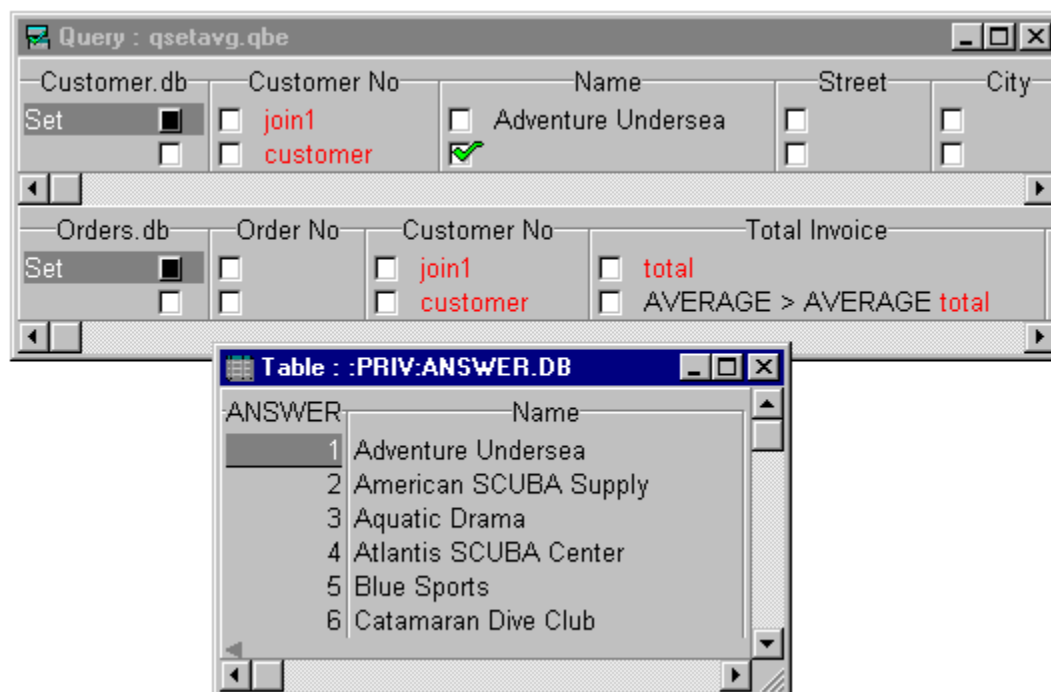 Query : qsetavg.qbe
Customer.db Customer No Name Street City
Set join1 Adventure Undersea
customer
Orders.db Order No Customer No Total Invoice
Set join1 total
customer AVERAGE > AVERAGE total
Table : :PRIV:ANSWER.DB
ANSWER Name
1 Adventure Undersea
2 American SCUBA Supply
3 Aquatic Drama
4 Atlantis SCUBA Center
5 Blue Sports
6 Catamaran Dive Club